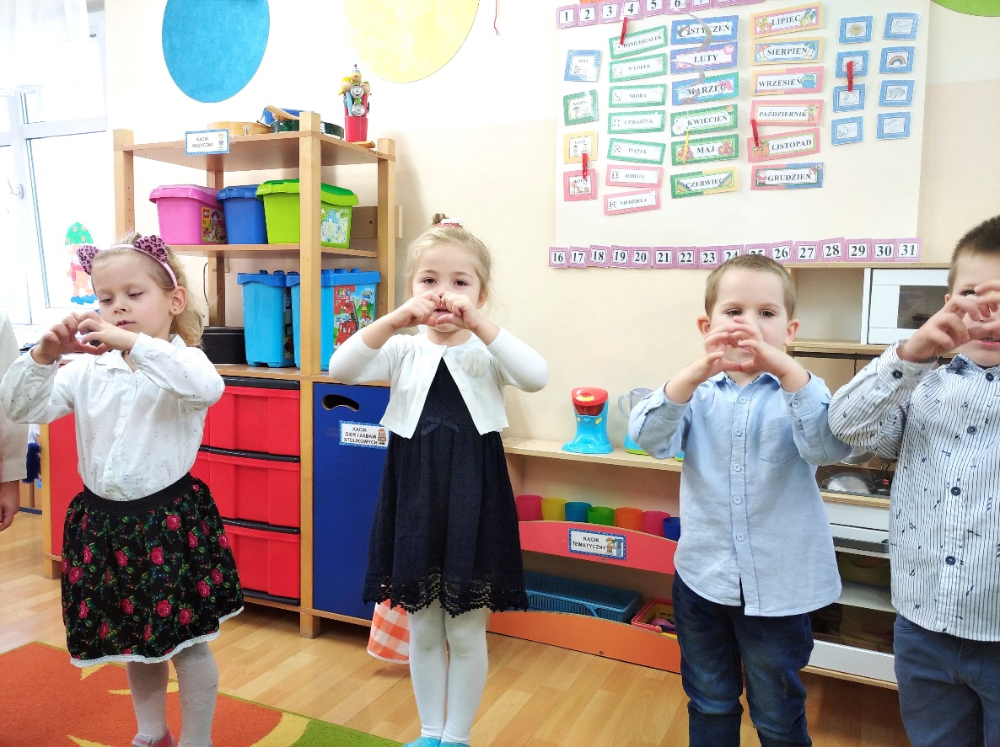 1 2 3 4 5 6
PONIEDZIAŁEK
WTOREK
ŚRODA
CZWARTEK
PIĄTEK
SOBOTA
NIEDZIELA
ZIMA
WIOSNA
STYCZEŃ
LUTY
MARZEC
KWIECIEŃ
MAJ
CZERWIEC
LIPIEC
SIERPIEŃ
WRZESIEŃ
PAŹDZIERNIK
LISTOPAD
GRUDZIEŃ
16 17 18 19 20 21 22 23 24 25 26 27 28 29 30 31
KĄCIK
MUZYCZNY
KĄCIK
GIER I ZABAW
STOLIKOWYCH
KĄCIK
TEMATYCZNY